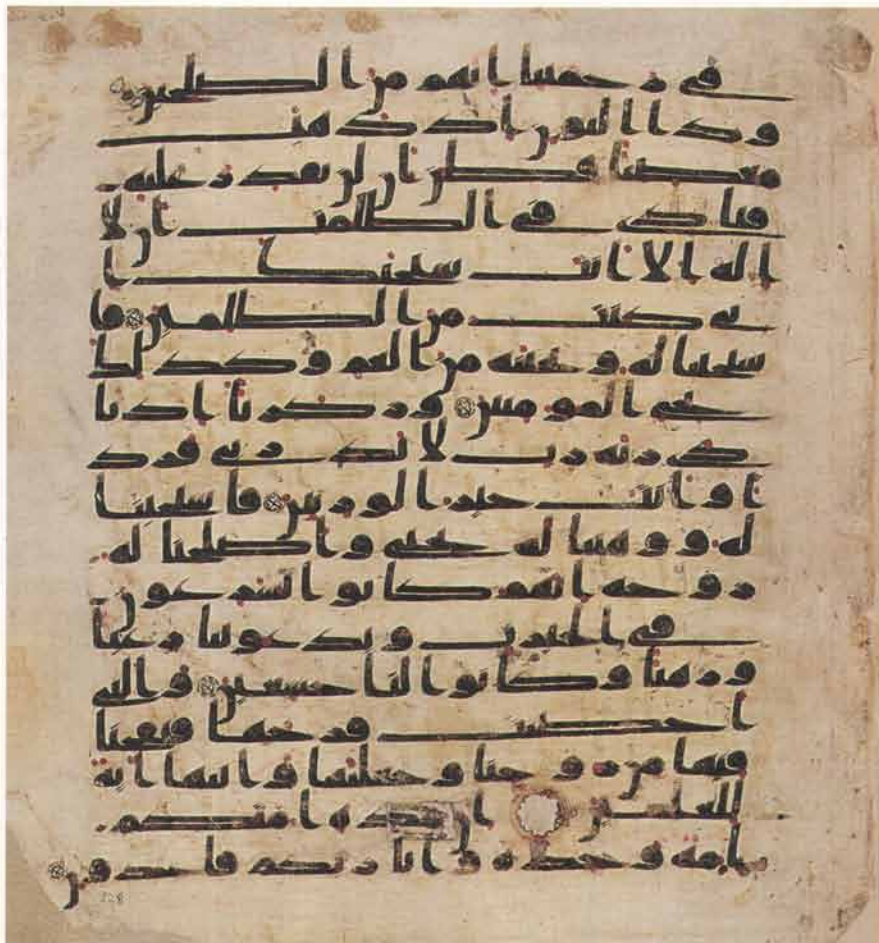 في رحمتنا انهم من الصلحين
وذا النون اذ ذهب
مغضبا فظن ان لن نقدر عليه
فنادى في الظلمت ان لا
اله الا انت سبحنك ا
ني كنت من الظلمين فا
ستجبنا له ونجينه من الغم وكذلك
نجي المومنين وزكريا اذ نا
دى ربه رب لا تذرني فرد
ا وانت خير الورثين فاستجبنا
له ووهبنا له يحيى واصلحنا له
زوجه انهم كانوا يسرعون
في الخيرت ويدعوننا رغبا
ورهبا وكانوا لنا خشعين والتي
احصنت فرجها فنفخنا
فيها من روحنا وجعلنها وابنها اية
للعلمين ان هذه امتكم
امة وحدة وانا ربكم فاعبدون